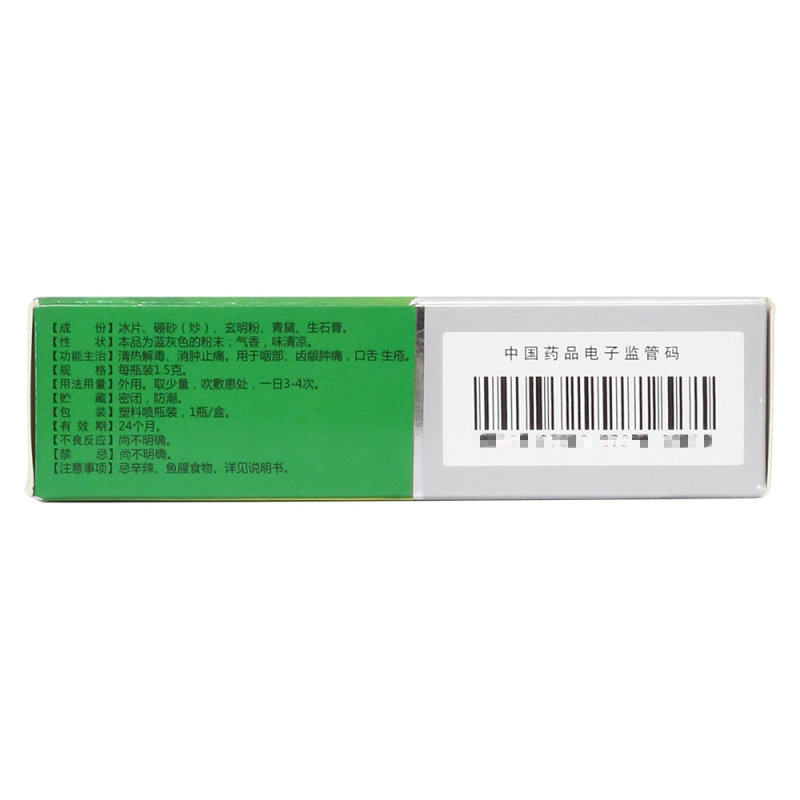 【成　份】冰片、硼砂（炒）、玄明粉、青黛、生石膏。
【性　状】本品为蓝灰色的粉末；气香，味清凉。
【功能主治】清热解毒、消肿止痛。用于咽部、齿龈肿痛，口舌 生疮。
【规　格】每瓶装1.5克。
【用法用量】外用。取少量，吹敷患处，一日3-4次。
【贮　藏】密闭，防潮。
【包　装】塑料喷瓶装，1瓶/盒。
【有 效 期】24个月。
【不良反应】尚不明确。
【禁　忌】尚不明确。
【注意事项】忌辛辣、鱼腥食物。详见说明书。
中国药品电子监管码